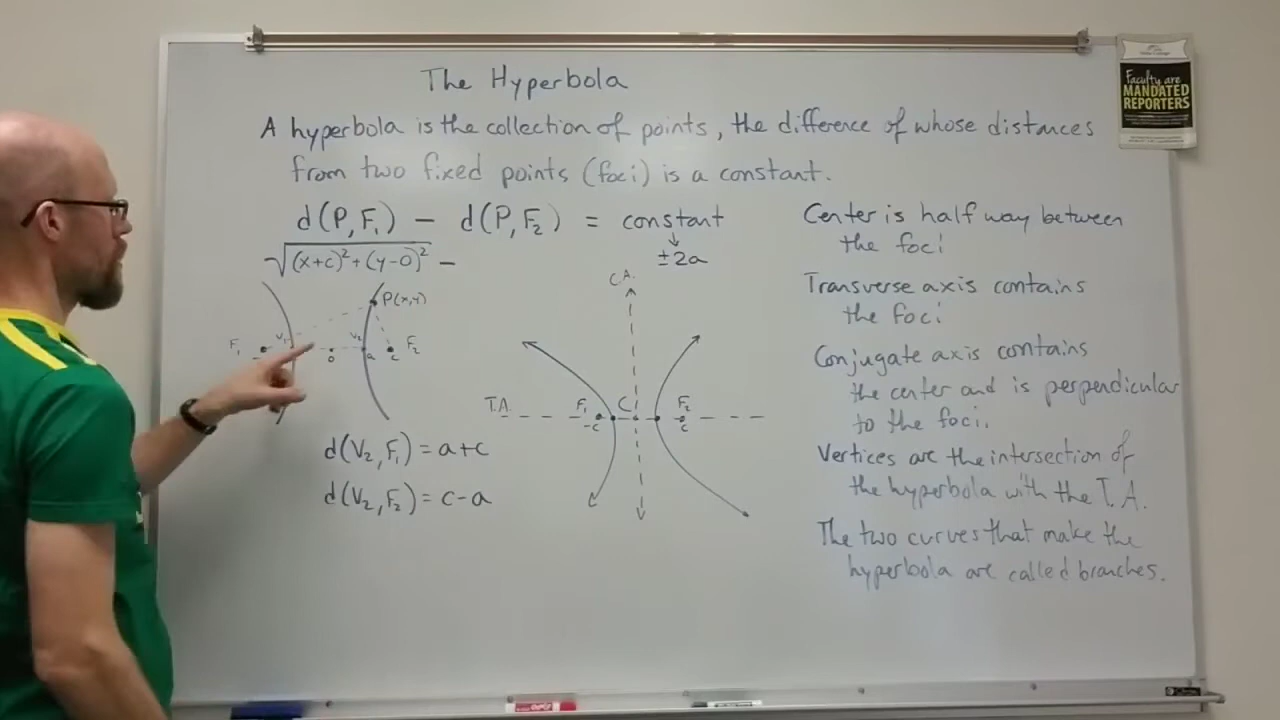 The Hyperbola
A hyperbola is the collection of points, the difference of whose distances
from two fixed points (foci) is a constant.
d(P,F₁) − d(P,F₂) = constant
±2a
√(x+c)²+(y-0)² −
P(x,y)
F₁ V₁ 0 V₂ a c F₂
d(V₂,F₁) = a+c
d(V₂,F₂) = c-a
C.A.
T.A. F₁ C F₂
-c c
Center is half way between
the foci
Transverse axis contains
the foci
Conjugate axis contains
the center and is perpendicular
to the foci.
Vertices are the intersection of
the hyperbola with the T.A.
The two curves that make the
hyperbola are called branches.
Faculty are
MANDATED
REPORTERS